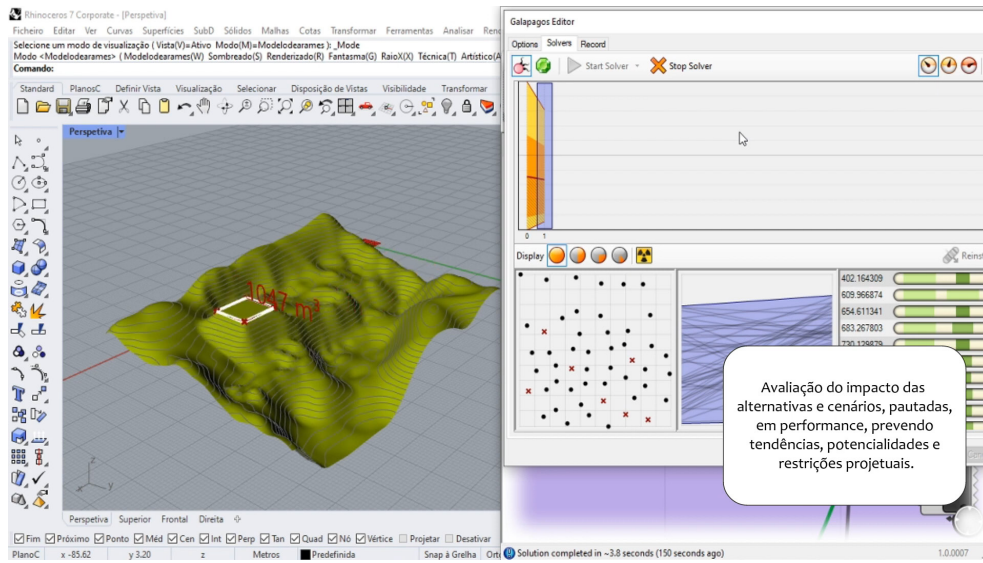 Rhinoceros 7 Corporate - [Perspetiva]
Ficheiro Editar Ver Curvas Superfícies SubD Sólidos Malhas Cotas Transformar Ferramentas Analisar
Selecione um modo de visualização ( Vista(V)=Ativo Modo(M)=Modelodearames ): _Mode
Modo <Modelodearames> ( Modelodearames(W) Sombreado(S) Renderizado(R) Fantasma(G) RaioX(X) Técnica(T) Artístico(A
Comando:
Standard PlanosC Definir Vista Visualização Selecionar Disposição de Vistas Visibilidade Transformar
Perspetiva
1047 m³
z
y
x
Perspetiva Superior Frontal Direita
Fim Próximo Ponto Méd Cen Int Perp Tan Quad Nó Vértice Projetar Desativar
PlanoC x -85.62 y 3.20 z Metros Predefinida Snap à Grelha
Galapagos Editor
Options Solvers Record
Start Solver Stop Solver
0 1
Display Reinst
402.164309
609.966874
654.611341
683.267803
730.129879
Avaliação do impacto das
alternativas e cenários, pautadas,
em performance, prevendo
tendências, potencialidades e
restrições projetuais.
Solution completed in ~3.8 seconds (150 seconds ago) 1.0.0007